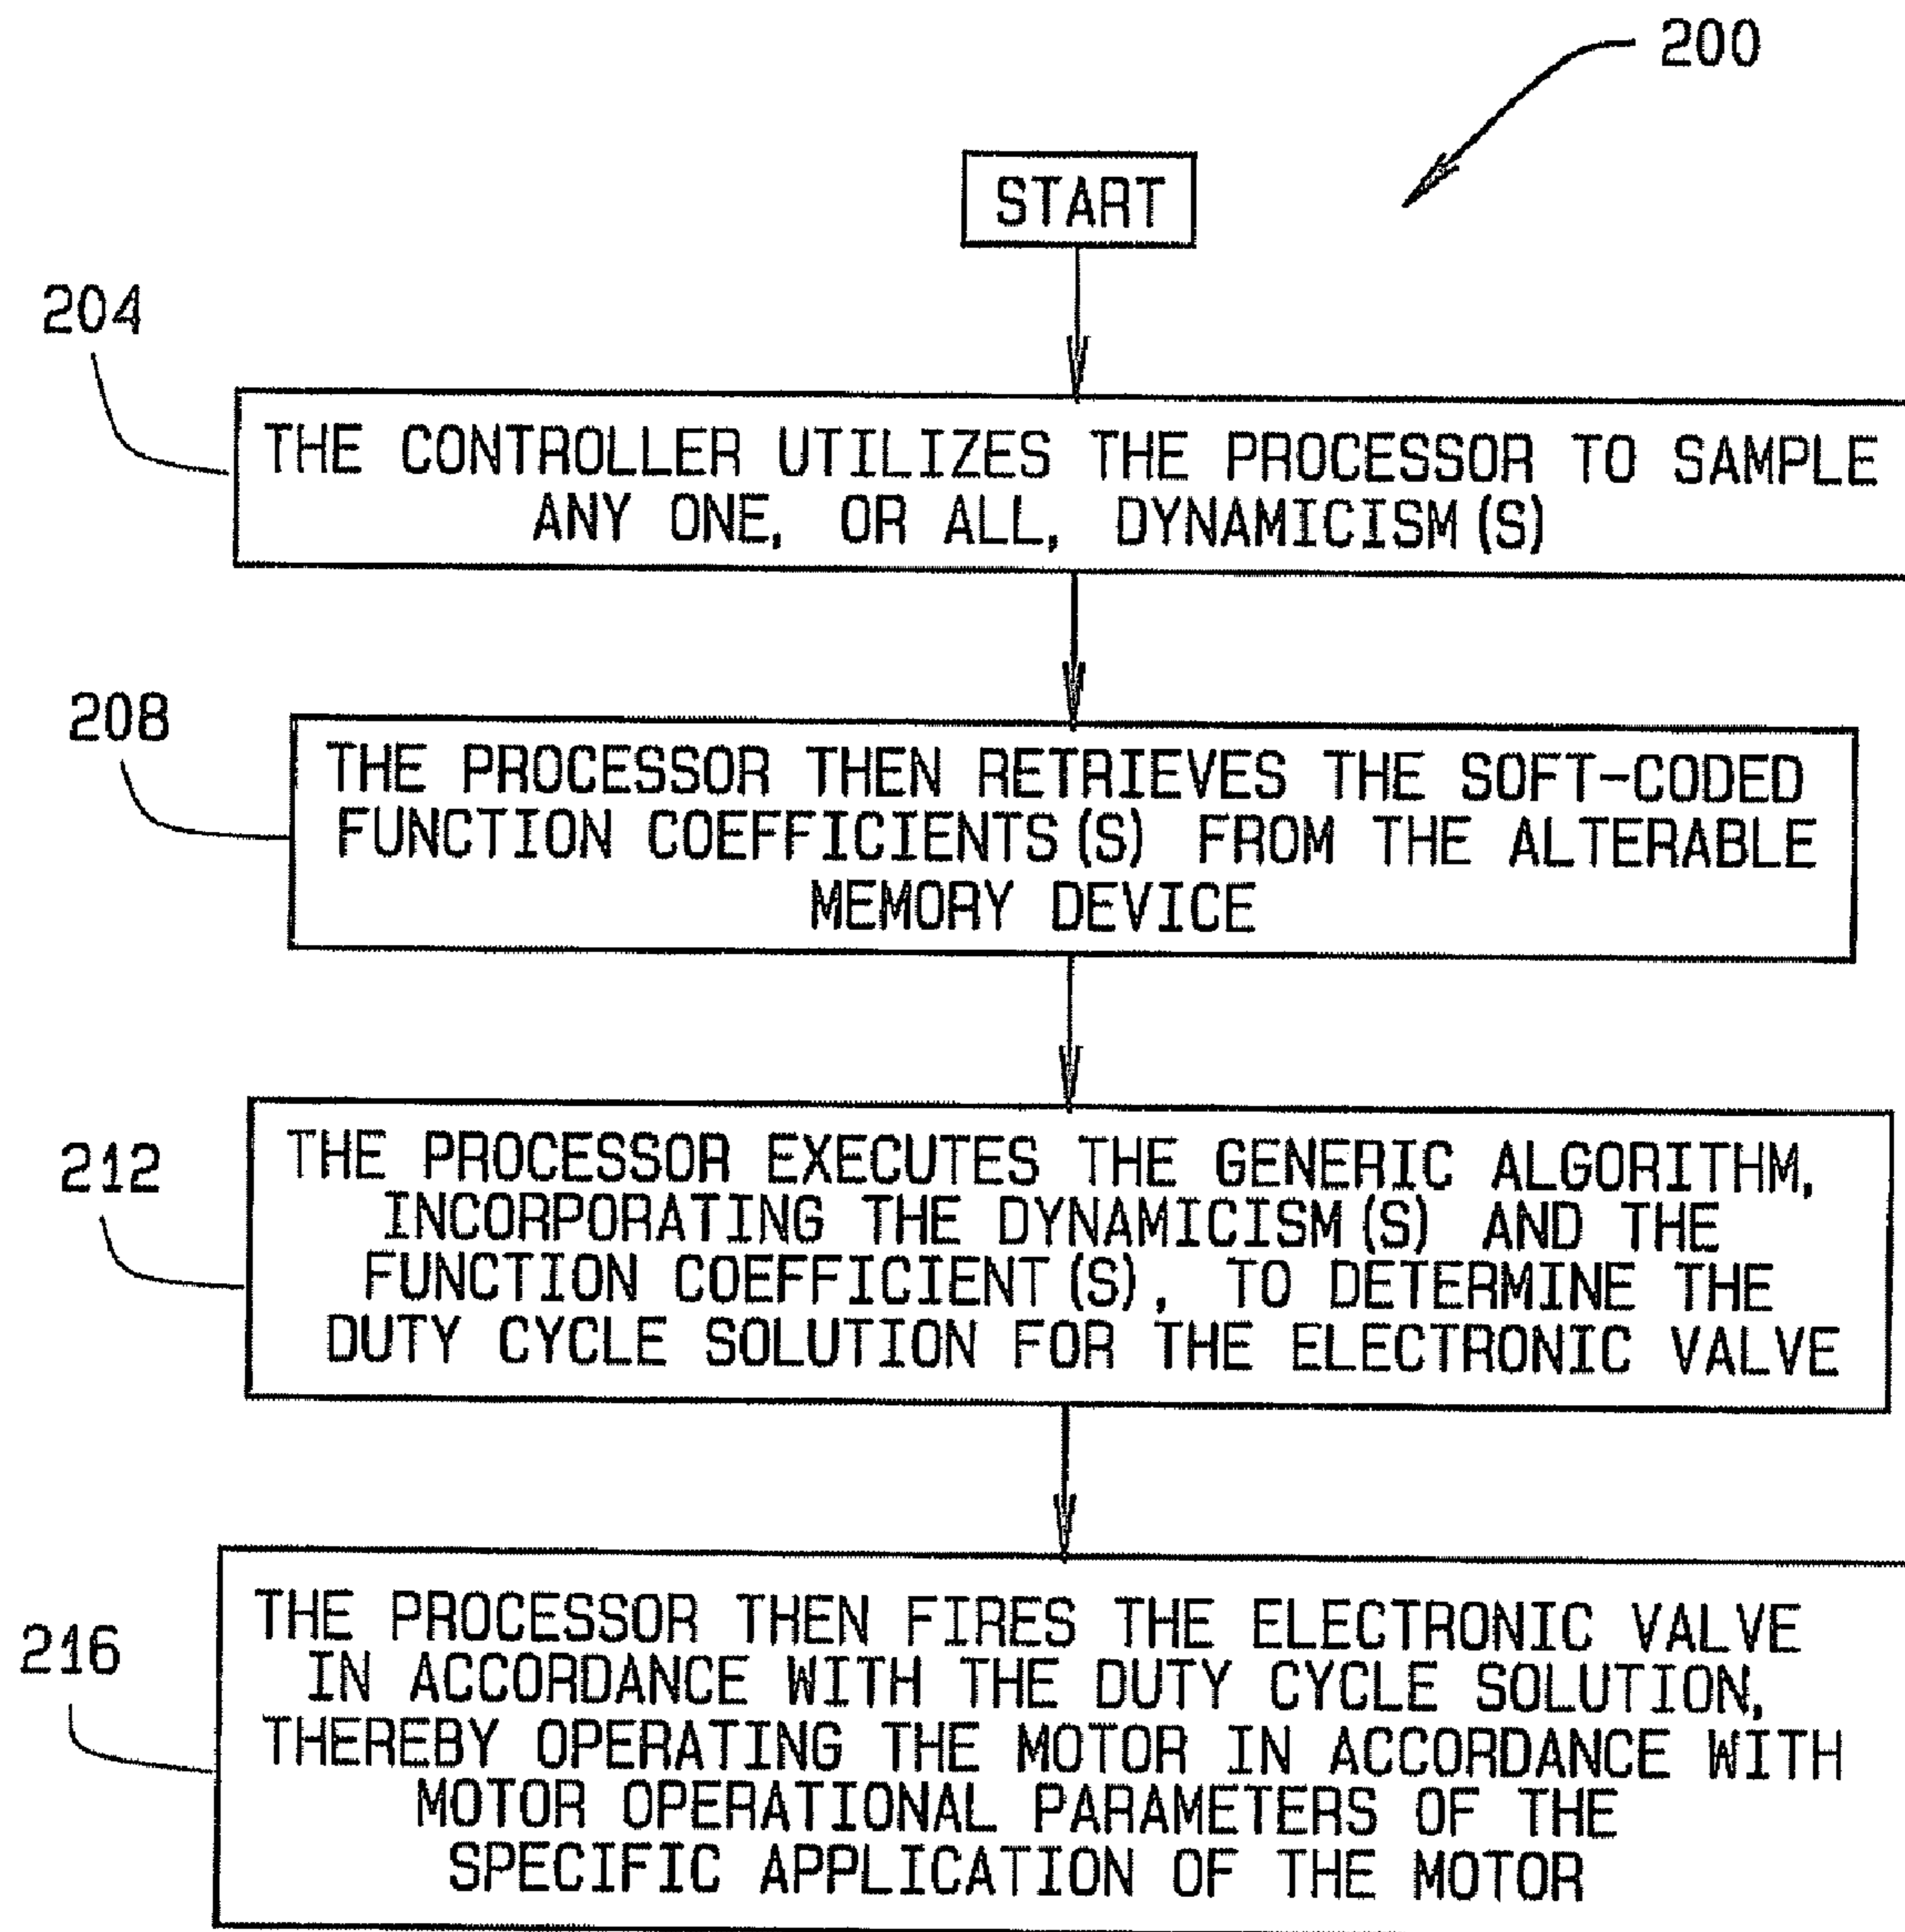 200
START
204
THE CONTROLLER UTILIZES THE PROCESSOR TO SAMPLE
ANY ONE, OR ALL, DYNAMICISM(S)
208
THE PROCESSOR THEN RETRIEVES THE SOFT-CODED
FUNCTION COEFFICIENTS(S) FROM THE ALTERABLE
MEMORY DEVICE
212
THE PROCESSOR EXECUTES THE GENERIC ALGORITHM,
INCORPORATING THE DYNAMICISM(S) AND THE
FUNCTION COEFFICIENT(S), TO DETERMINE THE
DUTY CYCLE SOLUTION FOR THE ELECTRONIC VALVE
216
THE PROCESSOR THEN FIRES THE ELECTRONIC VALVE
IN ACCORDANCE WITH THE DUTY CYCLE SOLUTION,
THEREBY OPERATING THE MOTOR IN ACCORDANCE WITH
MOTOR OPERATIONAL PARAMETERS OF THE
SPECIFIC APPLICATION OF THE MOTOR